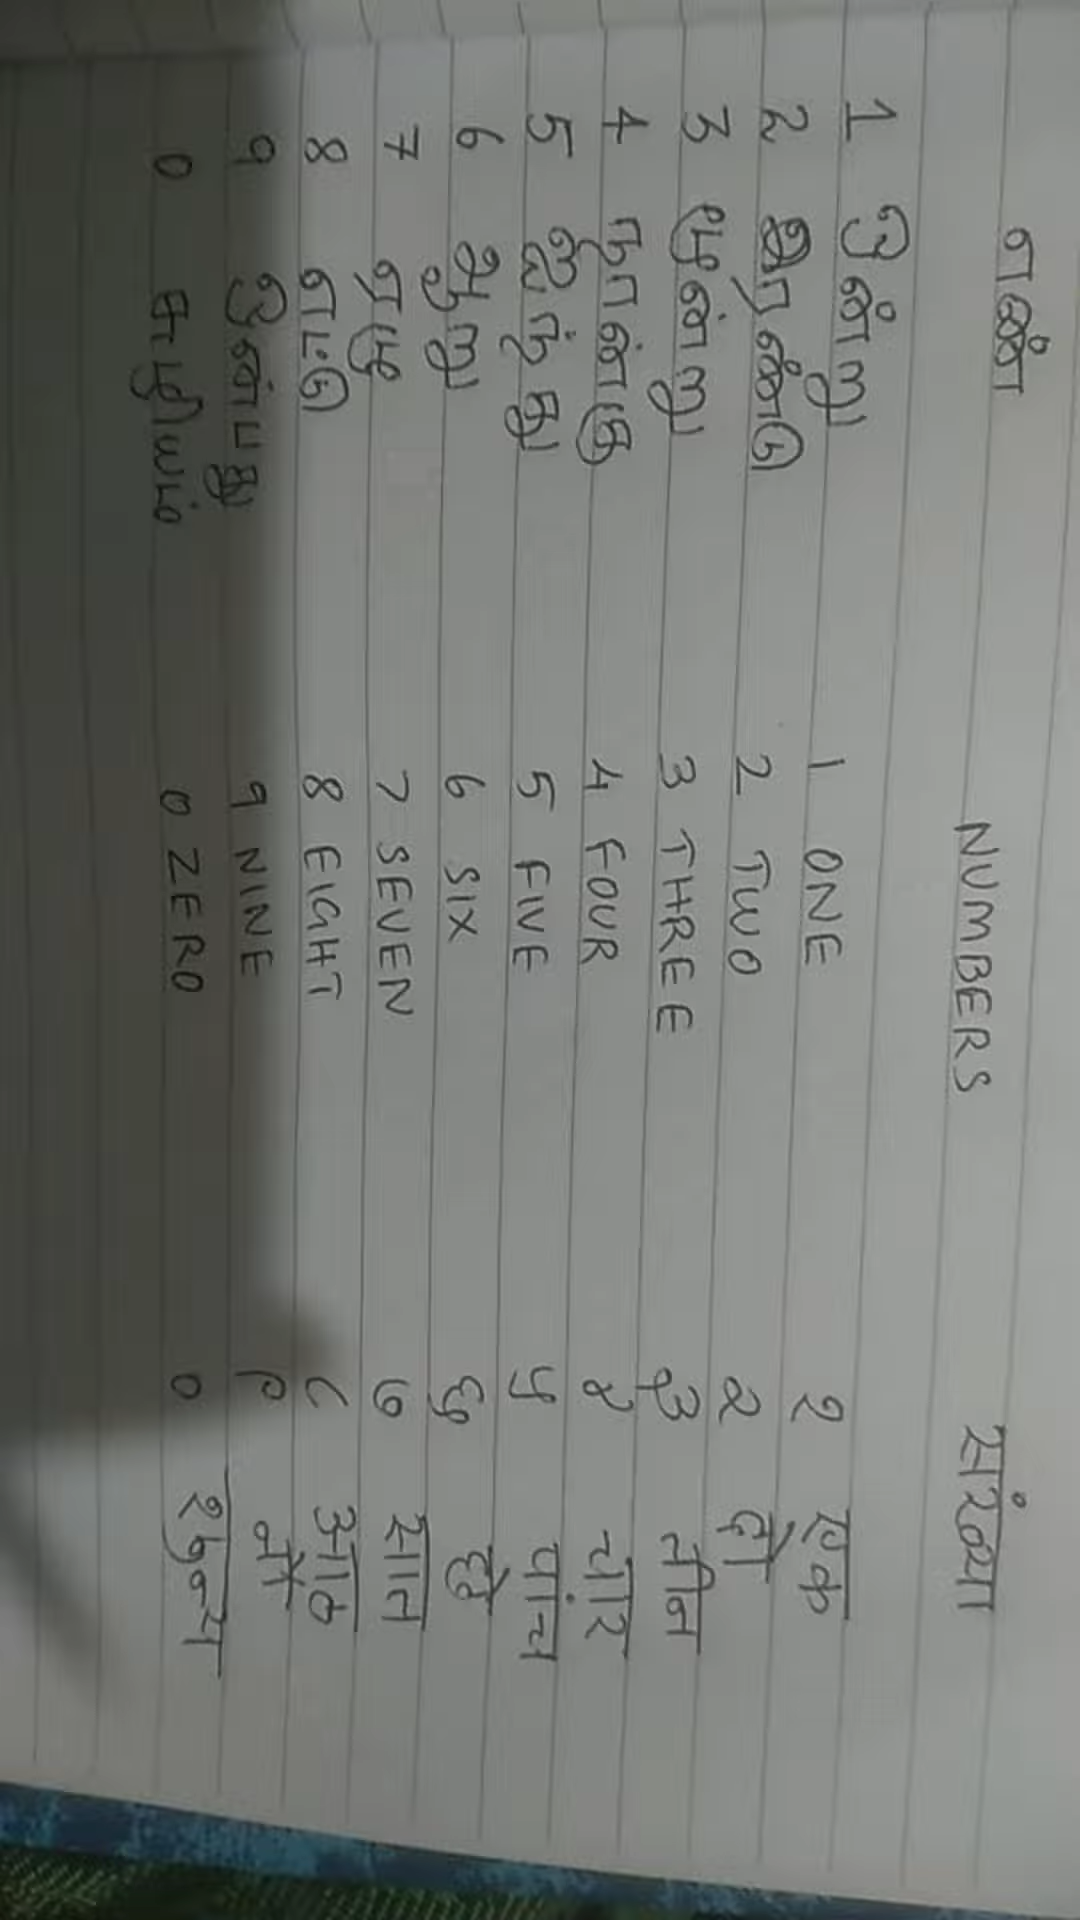 எண் NUMBERS संख्या
1 ஒன்று 1 ONE १ एक
2 இரண்டு 2 TWO २ दो
3 மூன்று 3 THREE ३ तीन
4 நான்கு 4 FOUR ४ चार
5 ஐந்து 5 FIVE ५ पांच
6 ஆறு 6 SIX ६ छे
7 ஏழு 7 SEVEN ७ सात
8 எட்டு 8 EIGHT ८ आठ
9 ஒன்பது 9 NINE ९ नौ
0 சுழியம் 0 ZERO ० शुन्य